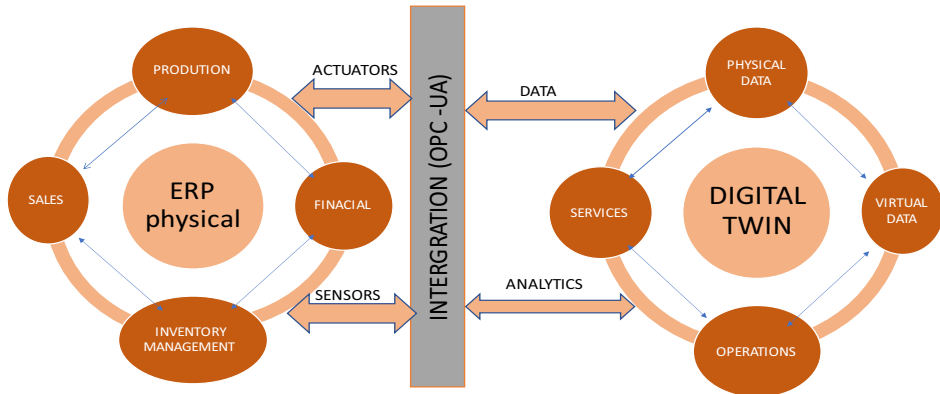 PRODUTION
ACTUATORS
SALES
ERP
physical
FINACIAL
SENSORS
INVENTORY
MANAGEMENT
INTERGRATION (OPC -UA)
DATA
ANALYTICS
PHYSICAL
DATA
SERVICES
DIGITAL
TWIN
VIRTUAL
DATA
OPERATIONS